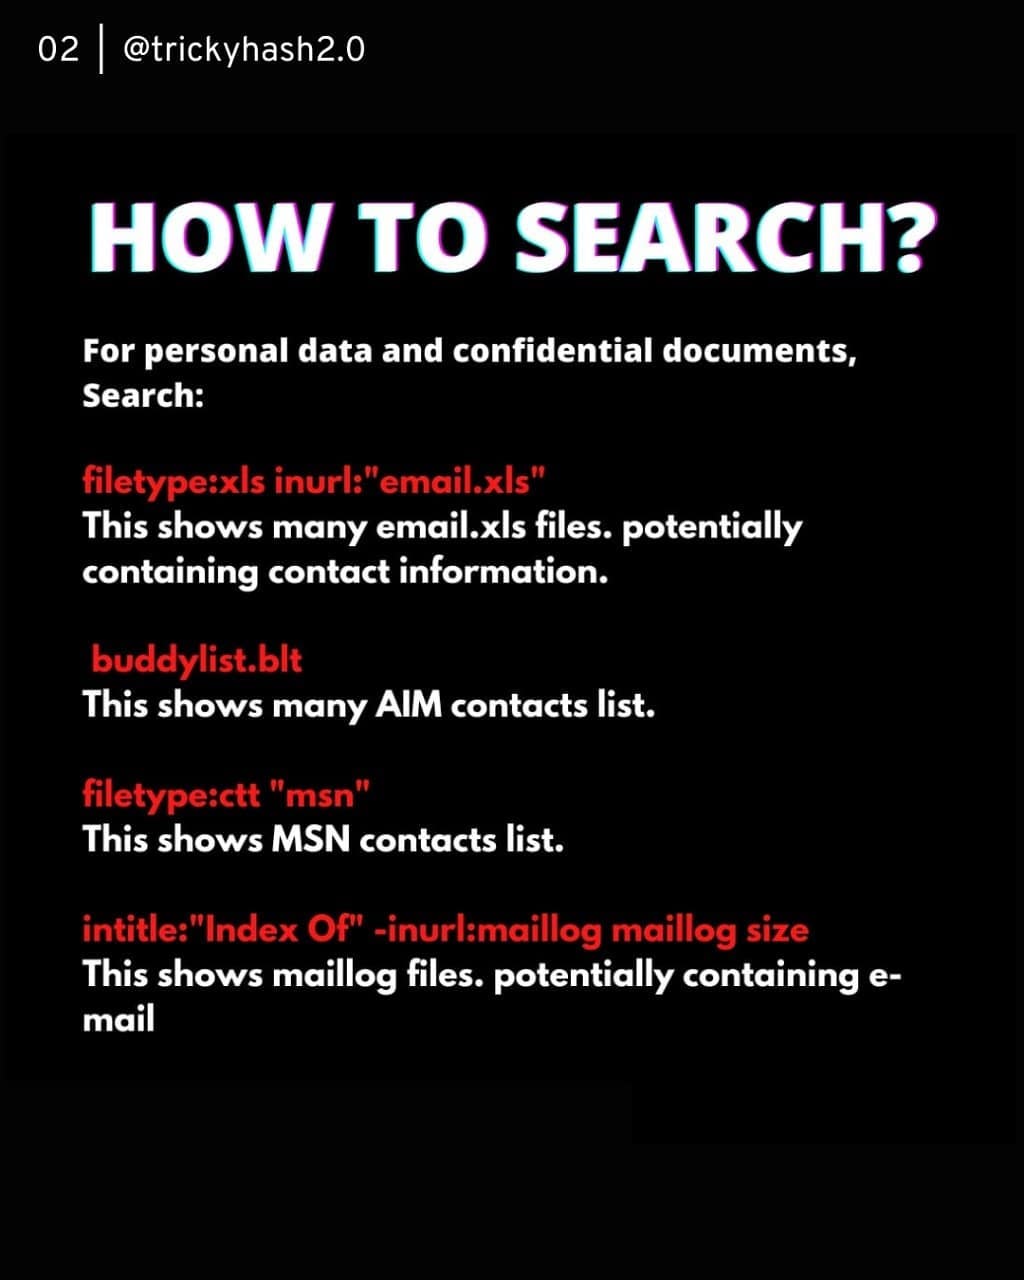 02 | @trickyhash2.0
HOW TO SEARCH?
For personal data and confidential documents,
Search:
filetype:xls inurl:"email.xls"
This shows many email.xls files. potentially
containing contact information.
buddylist.blt
This shows many AIM contacts list.
filetype:ctt "msn"
This shows MSN contacts list.
intitle:"Index Of" -inurl:maillog maillog size
This shows maillog files. potentially containing e-
mail